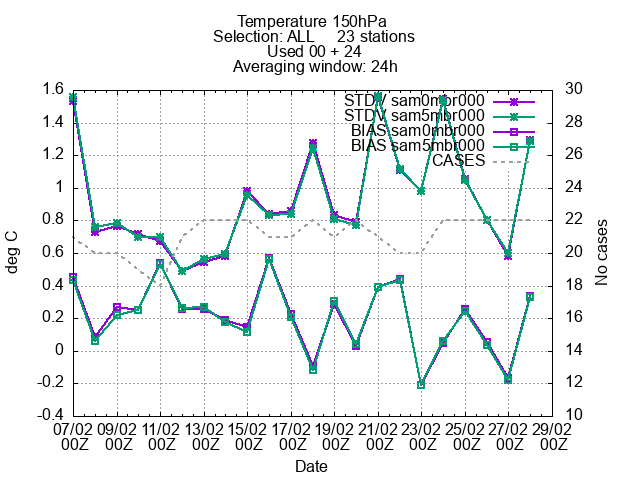 Temperature 150hPa
Selection: ALL 23 stations
Used 00 + 24
Averaging window: 24h
STDV sam0mbr000
STDV sam5mbr000
BIAS sam0mbr000
BIAS sam5mbr000
CASES
1.6
1.4
1.2
1
0.8
0.6
0.4
0.2
0
-0.2
-0.4
deg C
30
28
26
24
22
20
18
16
14
12
10
No cases
07/02 09/02 11/02 13/02 15/02 17/02 19/02 21/02 23/02 25/02 27/02 29/02
00Z 00Z 00Z 00Z 00Z 00Z 00Z 00Z 00Z 00Z 00Z 00Z
Date